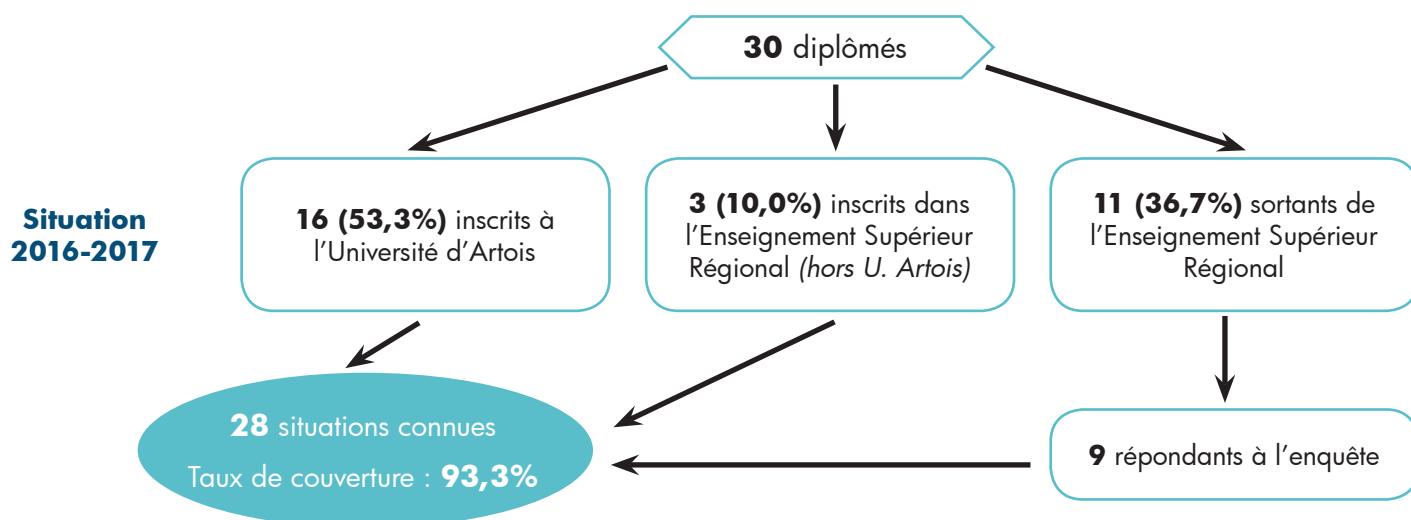 30 diplômés
Situation
2016-2017
16 (53,3%) inscrits à
l’Université d’Artois
3 (10,0%) inscrits dans
l’Enseignement Supérieur
Régional (hors U. Artois)
11 (36,7%) sortants de
l’Enseignement Supérieur
Régional
28 situations connues
Taux de couverture : 93,3%
9 répondants à l’enquête